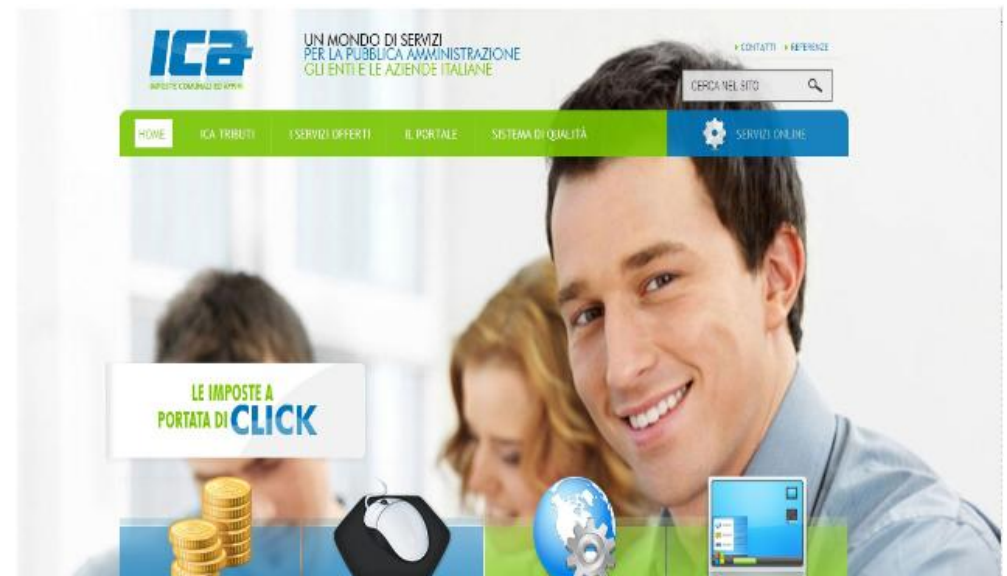 ica
IMPOSTE COMUNALI ED AFFINI
UN MONDO DI SERVIZI
PER LA PUBBLICA AMMINISTRAZIONE
GLI ENTI E LE AZIENDE ITALIANE
CONTATTI REFERENZE
CERCA NEL SITO
HOME ICA TRIBUTI I SERVIZI OFFERTI IL PORTALE SISTEMA DI QUALITÀ SERVIZI ONLINE
LE IMPOSTE A
PORTATA DI CLICK